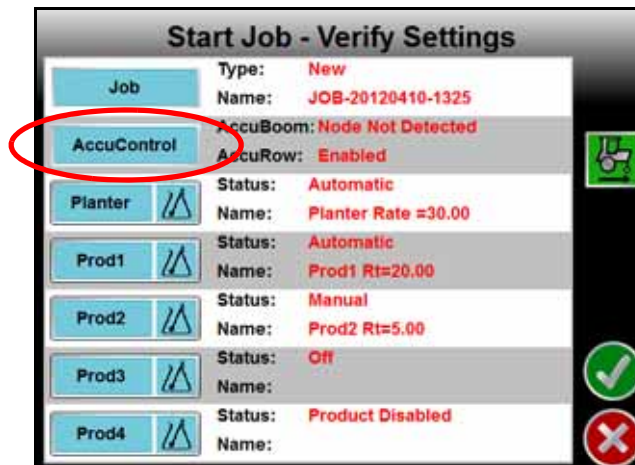 Start Job - Verify Settings
Job
Type: New
Name: JOB-20120410-1325
AccuControl
AccuBoom: Node Not Detected
AccuRow: Enabled
Planter
Status: Automatic
Name: Planter Rate =30.00
Prod1
Status: Automatic
Name: Prod1 Rt=20.00
Prod2
Status: Manual
Name: Prod2 Rt=5.00
Prod3
Status: Off
Name:
Prod4
Status: Product Disabled
Name: